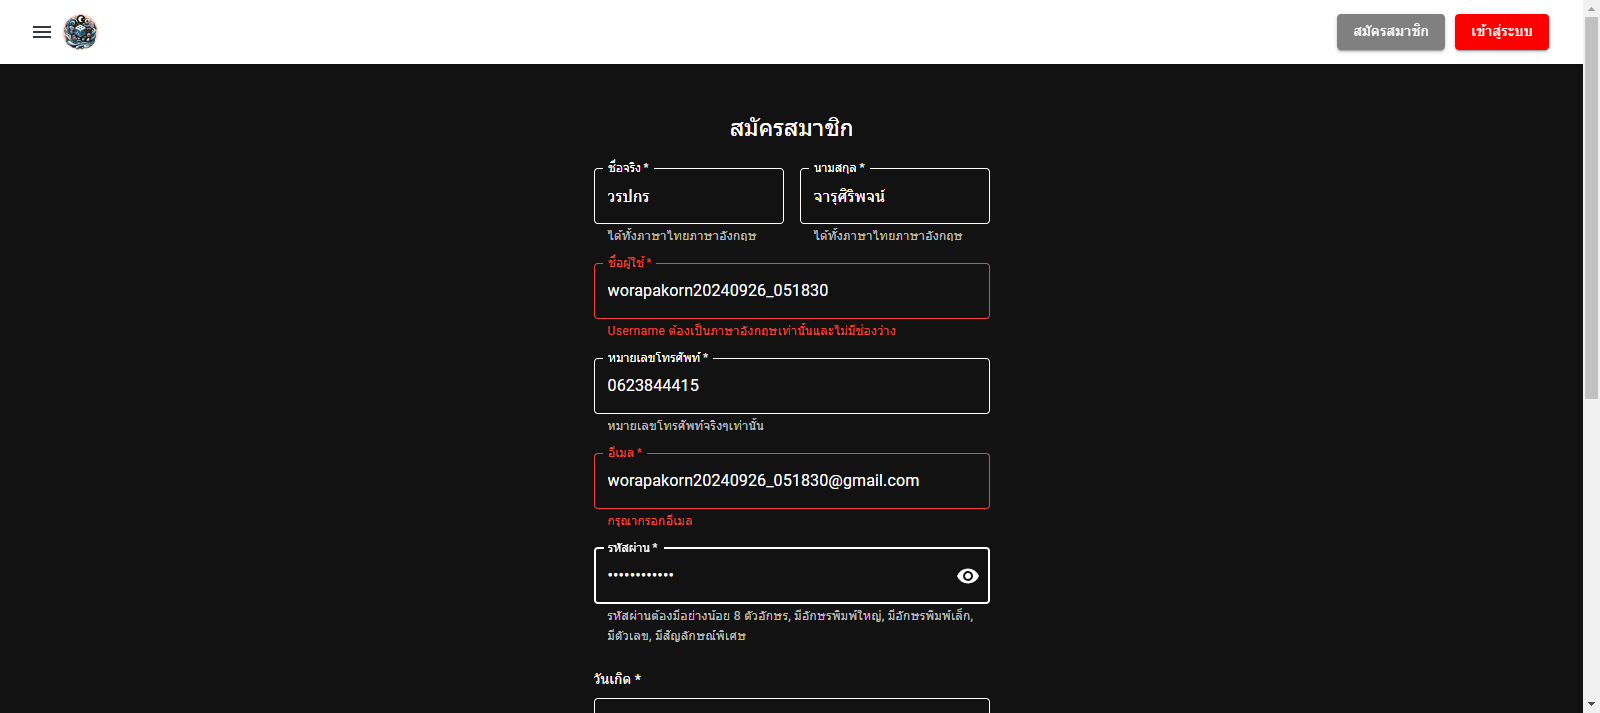 สมัครสมาชิก
เข้าสู่ระบบ
สมัครสมาชิก
ชื่อจริง *
นามสกุล *
วรปกร
จารุศิริพจน์
ได้ทั้งภาษาไทยภาษาอังกฤษ
ได้ทั้งภาษาไทยภาษาอังกฤษ
ชื่อผู้ใช้ *
worapakorn20240926_051830
Username ต้องเป็นภาษาอังกฤษเท่านั้นและไม่มีช่องว่าง
หมายเลขโทรศัพท์ *
0623844415
หมายเลขโทรศัพท์จริงๆเท่านั้น
อีเมล *
worapakorn20240926_051830@gmail.com
กรุณากรอกอีเมล
รหัสผ่าน *
••••••••••••
รหัสผ่านต้องมีอย่างน้อย 8 ตัวอักษร, มีอักษรพิมพ์ใหญ่, มีอักษรพิมพ์เล็ก,
มีตัวเลข, มีสัญลักษณ์พิเศษ
วันเกิด *